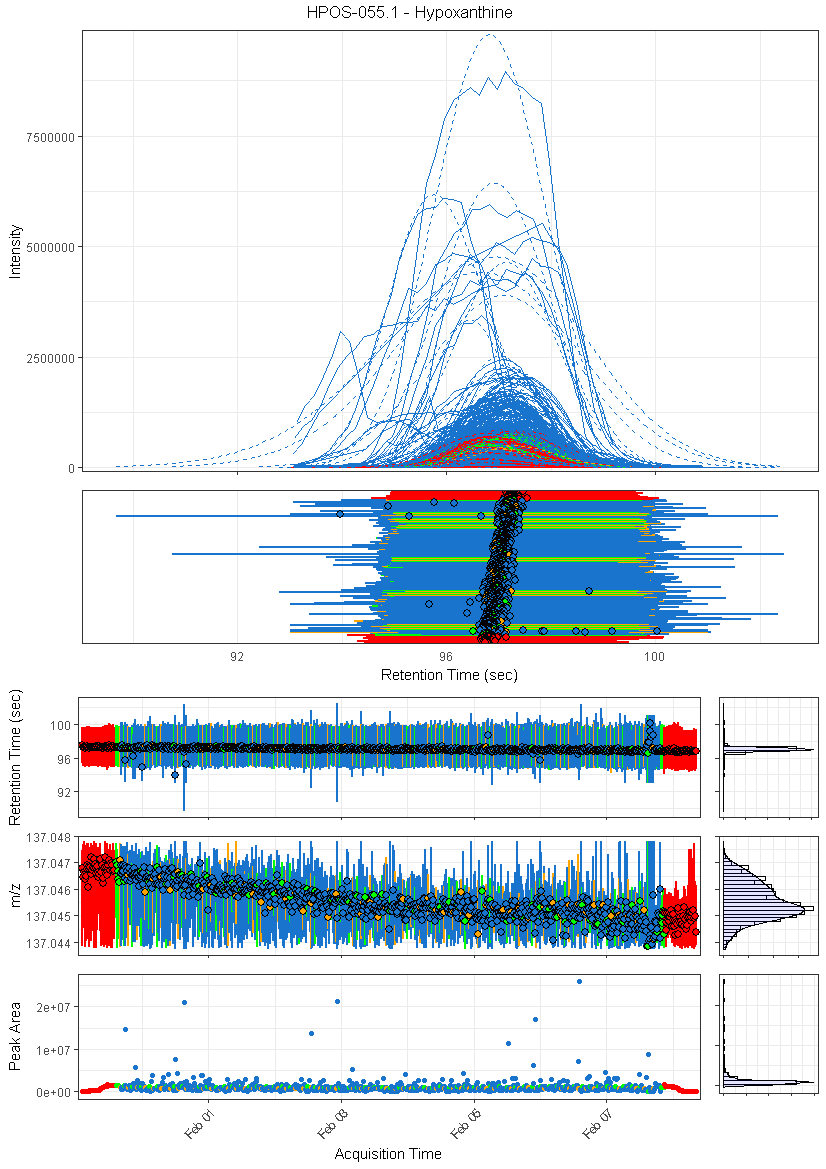 HPOS-055.1 - Hypoxanthine
Intensity
7500000
5000000
2500000
0
92
96
100
Retention Time (sec)
Retention Time (sec)
100
96
92
m/z
137.048
137.047
137.046
137.045
137.044
Peak Area
2e+07
1e+07
0e+00
Feb 01
Feb 03
Feb 05
Feb 07
Acquisition Time